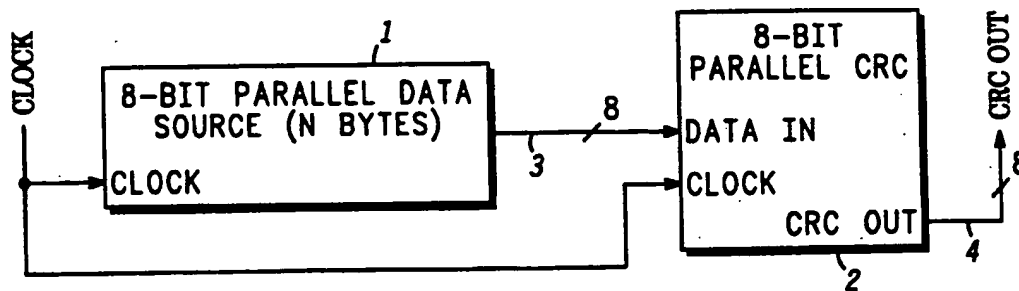 CLOCK
1
8-BIT PARALLEL DATA
SOURCE (N BYTES)
CLOCK
3
8
8-BIT
PARALLEL CRC
DATA IN
CLOCK
CRC OUT
2
4
8
CRC OUT